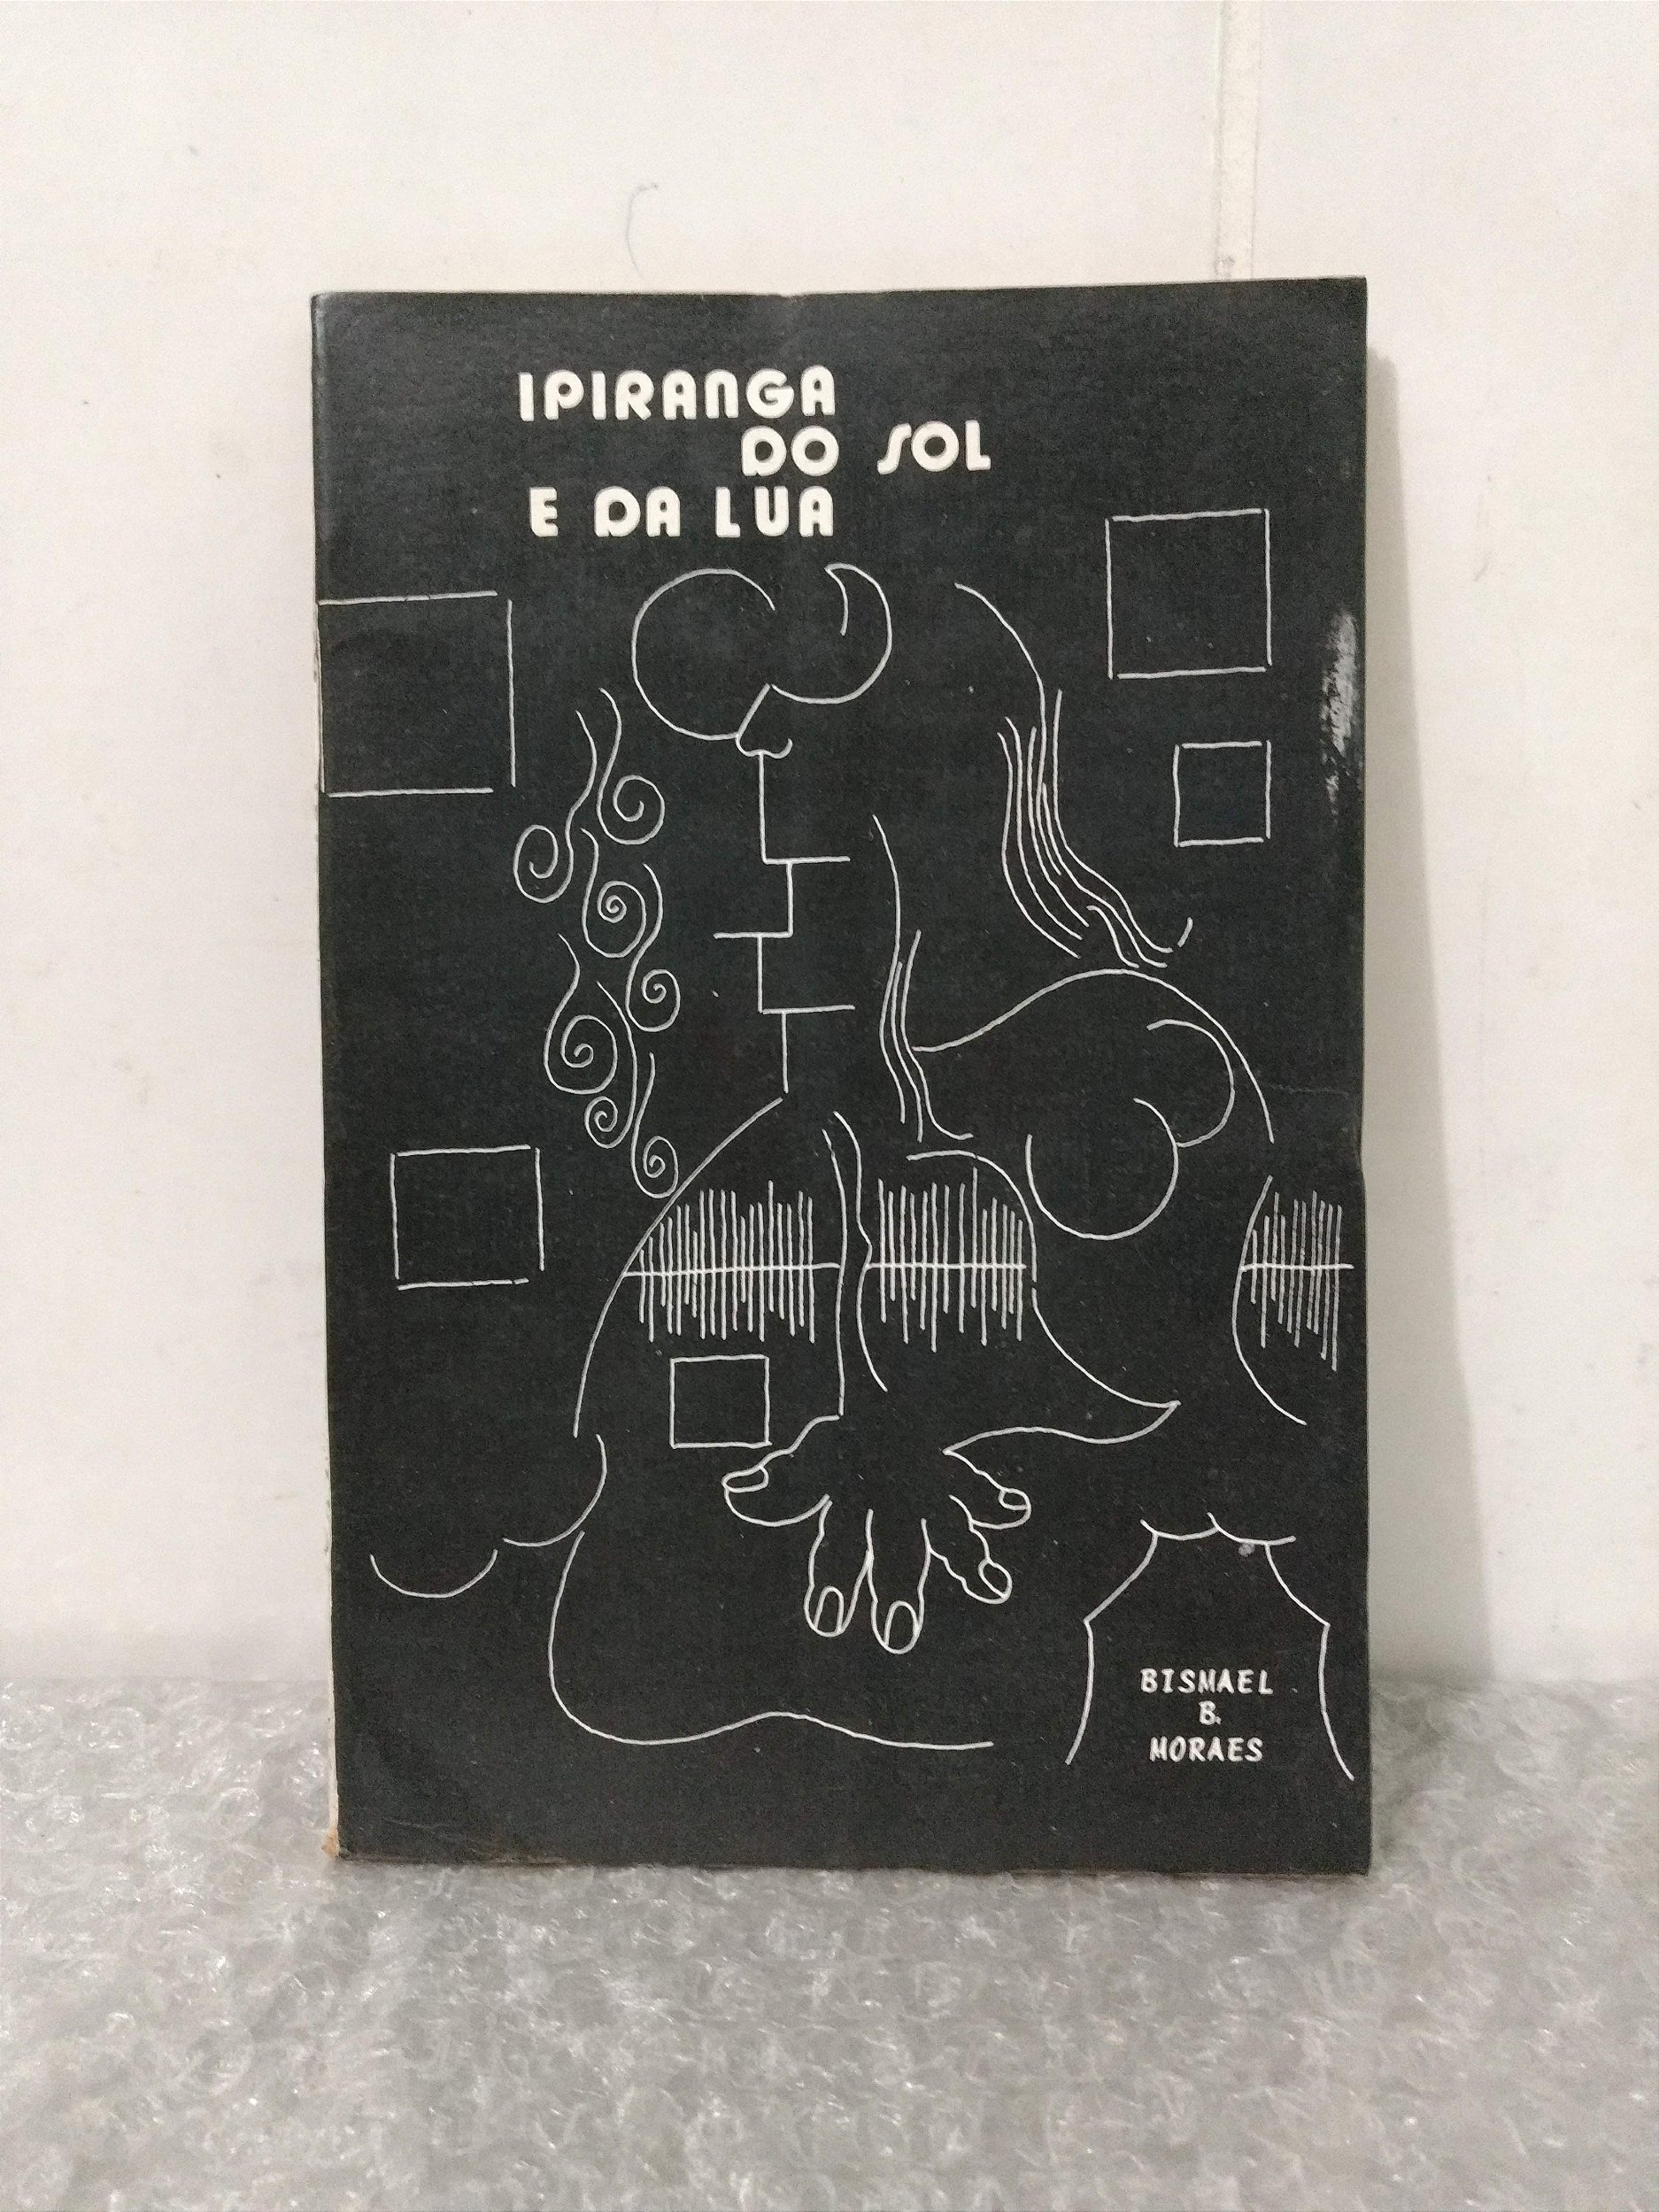 IPIRANGA
DO SOL
E DA LUA
BISMAEL
B.
MORAES